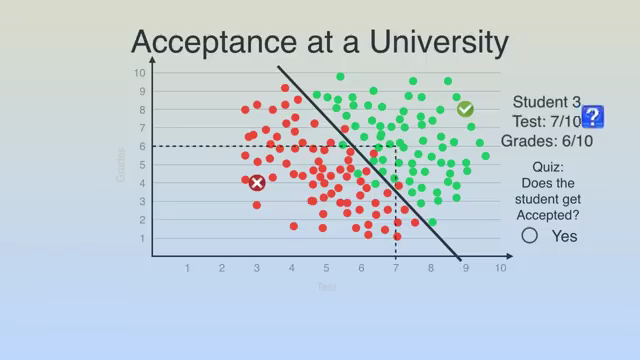 Acceptance at a University
10
9
8
7
6
5
4
3
2
1
Grades
1 2 3 4 5 6 7 8 9 10
Test
Student 3
Test: 7/10
?
Grades: 6/10
Quiz:
Does the
student get
Accepted?
Yes